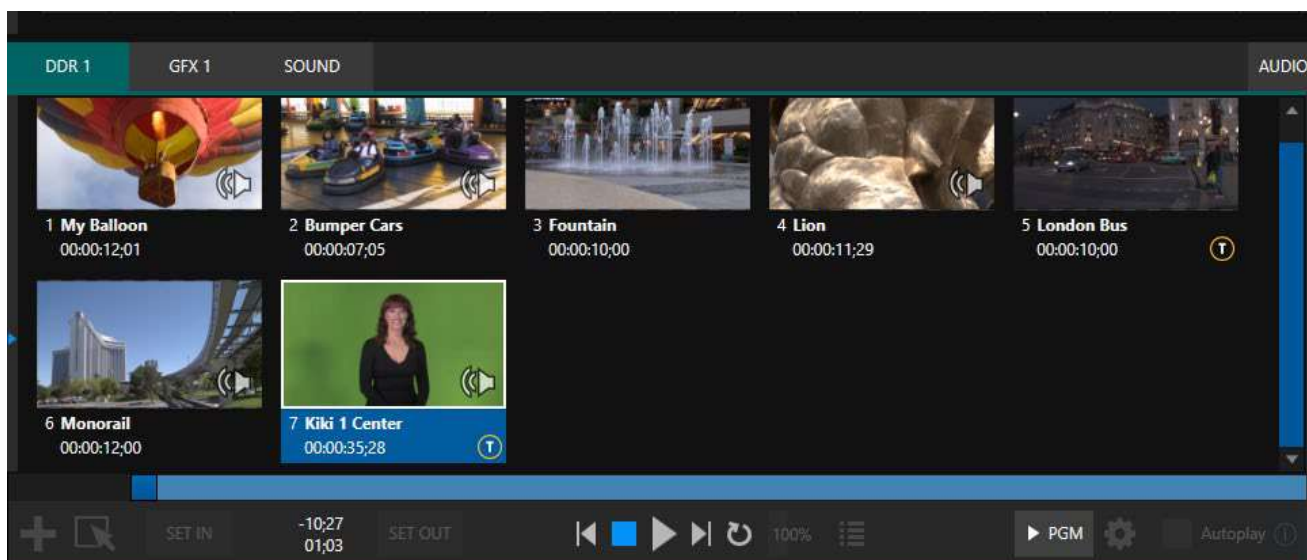 DDR 1 GFX 1 SOUND AUDIO
1 My Balloon 2 Bumper Cars 3 Fountain 4 Lion 5 London Bus
00:00:12;01 00:00:07;05 00:00:10;00 00:00:11;29 00:00:10;00 T
6 Monorail 7 Kiki 1 Center
00:00:12;00 00:00:35;28 T
SET IN -10;27 SET OUT 100% PGM Autoplay
01;03